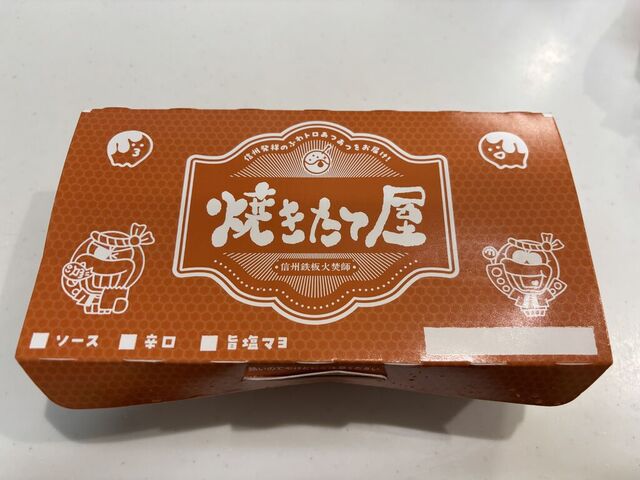 信州発祥のふわトロあつあつをお届け!
焼きたて屋
・信州鉄板大焚師・
ソース 辛口 旨塩マヨ